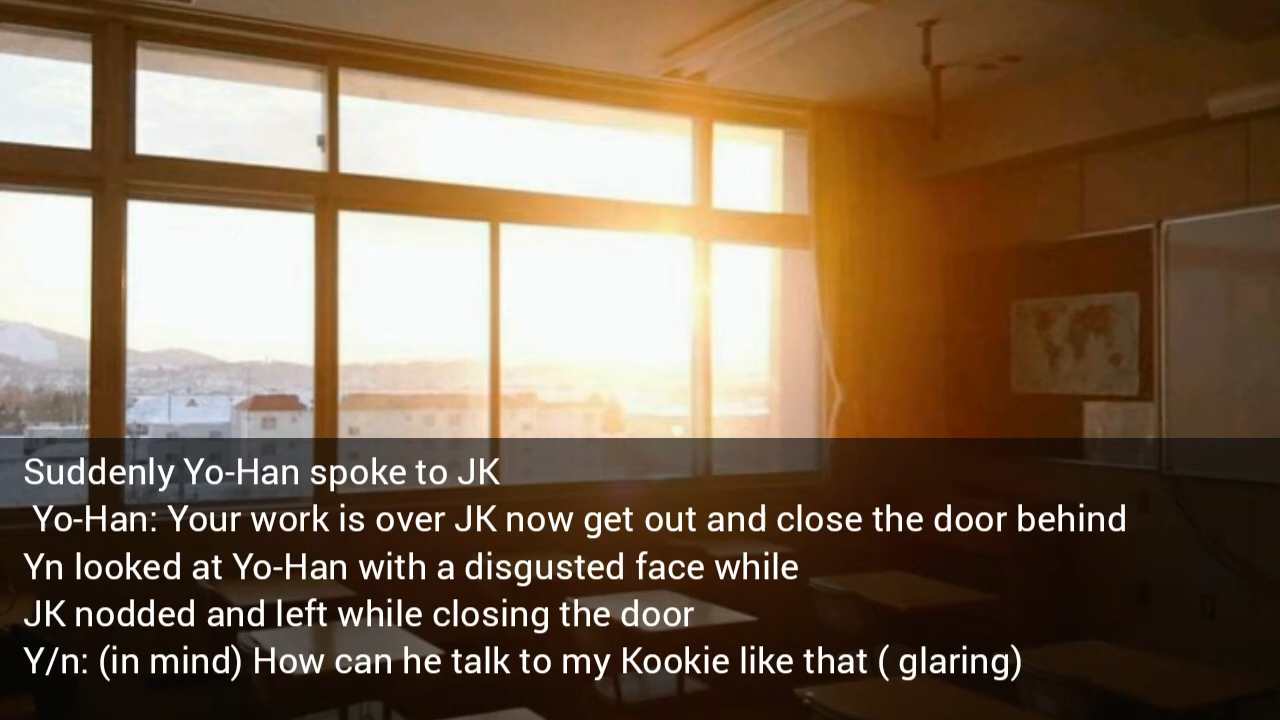 Suddenly Yo-Han spoke to JK
Yo-Han: Your work is over JK now get out and close the door behind
Yn looked at Yo-Han with a disgusted face while
JK nodded and left while closing the door
Y/n: (in mind) How can he talk to my Kookie like that ( glaring)